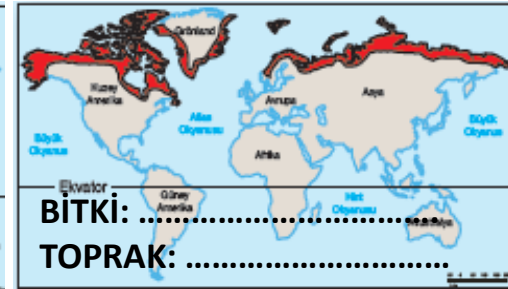 Grönland
Kuzey
Amerika
Avrupa
Asya
Atlas
Okyanusu
Büyük
Okyanus
Büyük
Okyanus
Afrika
Ekvator
Güney
Amerika
Hint
Okyanusu
BİTKİ: ...................................
TOPRAK: ..............................